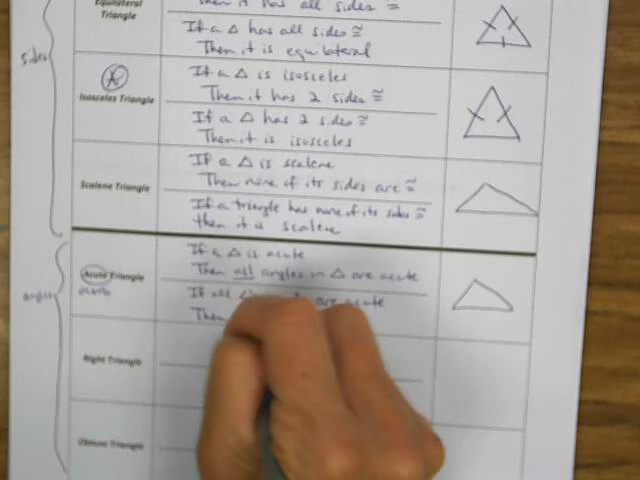 Equilateral
Triangle
then it has all sides ≅
If a △ has all sides ≅
Then it is equilateral
sides
Isosceles Triangle
If a △ is isosceles
Then it has 2 sides ≅
If a △ has 2 sides ≅
Then it is isosceles
Scalene Triangle
If a △ is scalene
Then none of its sides are ≅
If a triangle has none of its sides ≅
then it is scalene
angles
Acute Triangle
If a △ is acute
Then all angles in △ are acute
If all are acute
Then
Right Triangle
Obtuse Triangle